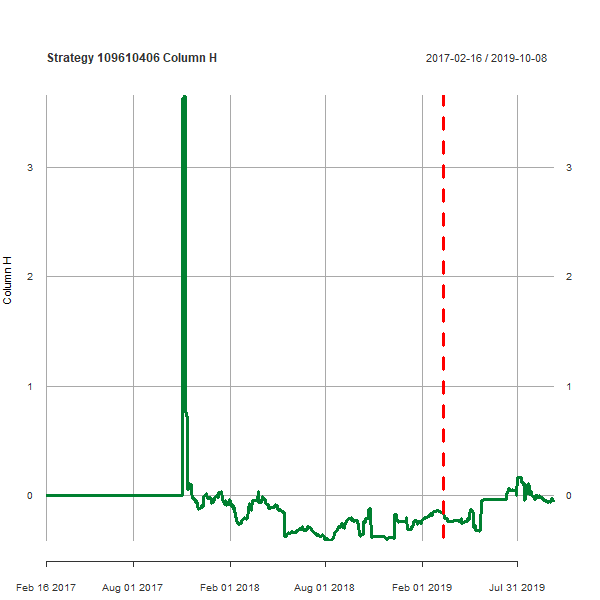 Strategy 109610406 Column H
2017-02-16 / 2019-10-08
Column H
3
3
2
2
1
1
0
0
Feb 16 2017
Aug 01 2017
Feb 01 2018
Aug 01 2018
Feb 01 2019
Jul 31 2019